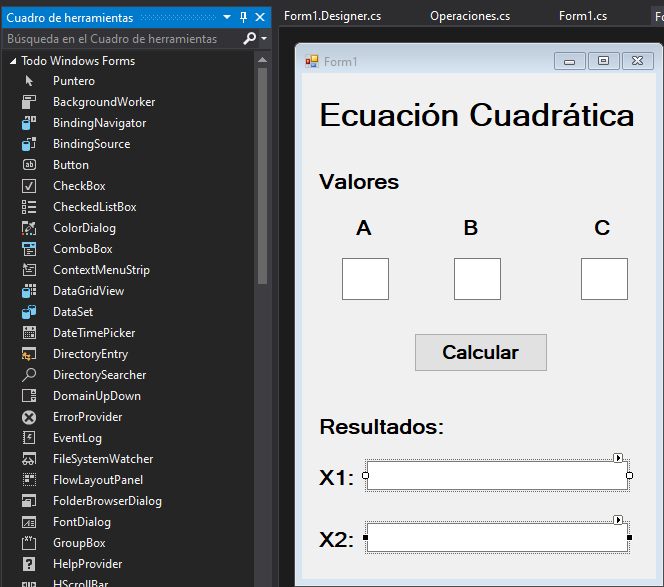 Cuadro de herramientas
Búsqueda en el Cuadro de herramientas
Todo Windows Forms
Puntero
BackgroundWorker
BindingNavigator
BindingSource
Button
CheckBox
CheckedListBox
ColorDialog
ComboBox
ContextMenuStrip
DataGridView
DataSet
DateTimePicker
DirectoryEntry
DirectorySearcher
DomainUpDown
ErrorProvider
EventLog
FileSystemWatcher
FlowLayoutPanel
FolderBrowserDialog
FontDialog
GroupBox
HelpProvider
HScrollBar
Form1.Designer.cs Operaciones.cs Form1.cs Fo
Form1
Ecuación Cuadrática
Valores
A B C
Calcular
Resultados:
X1:
X2: